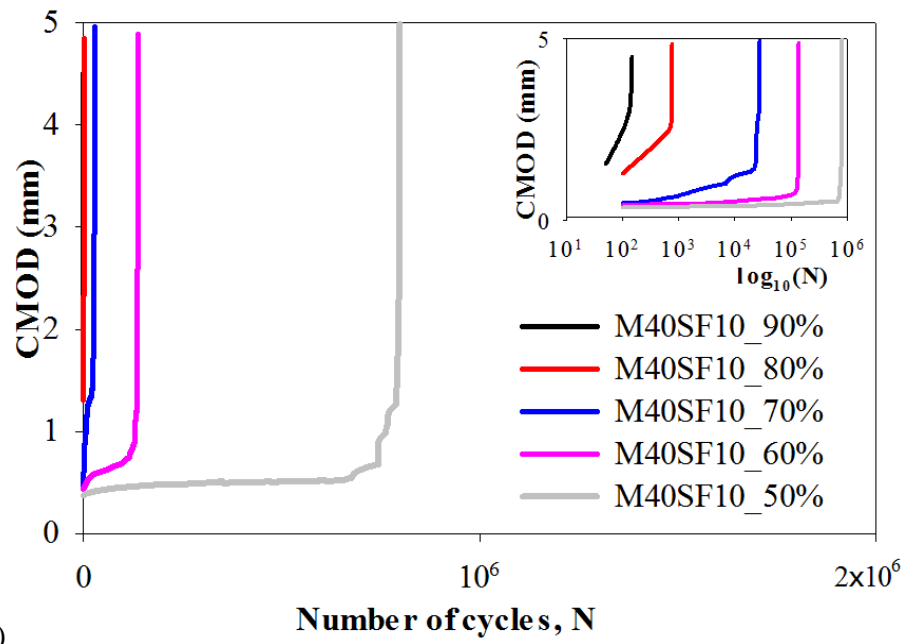 5
4
3
2
1
0
CMOD (mm)
0
10⁶
2x10⁶
Number of cycles, N
5
0
CMOD (mm)
10¹ 10² 10³ 10⁴ 10⁵ 10⁶
log₁₀(N)
M40SF10_90%
M40SF10_80%
M40SF10_70%
M40SF10_60%
M40SF10_50%
)